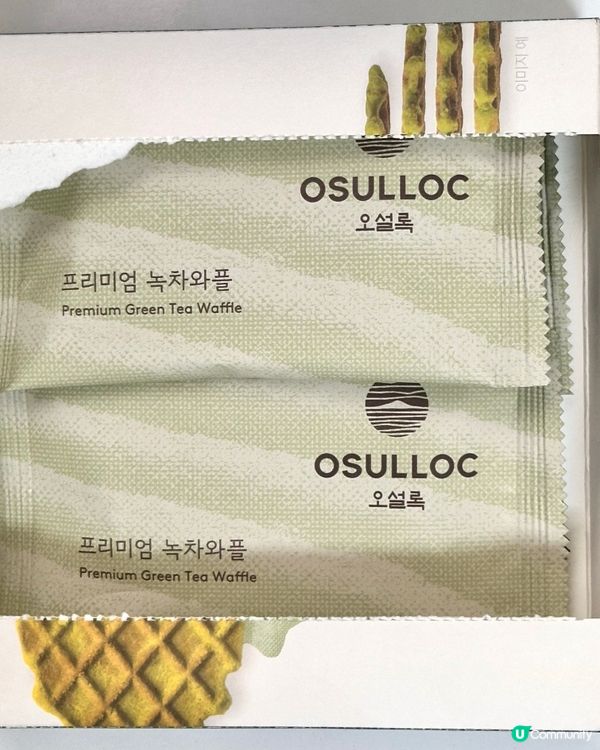 이미지 예
OSULLOC
오설록
프리미엄 녹차와플
Premium Green Tea Waffle
OSULLOC
오설록
프리미엄 녹차와플
Premium Green Tea Waffle
U Community